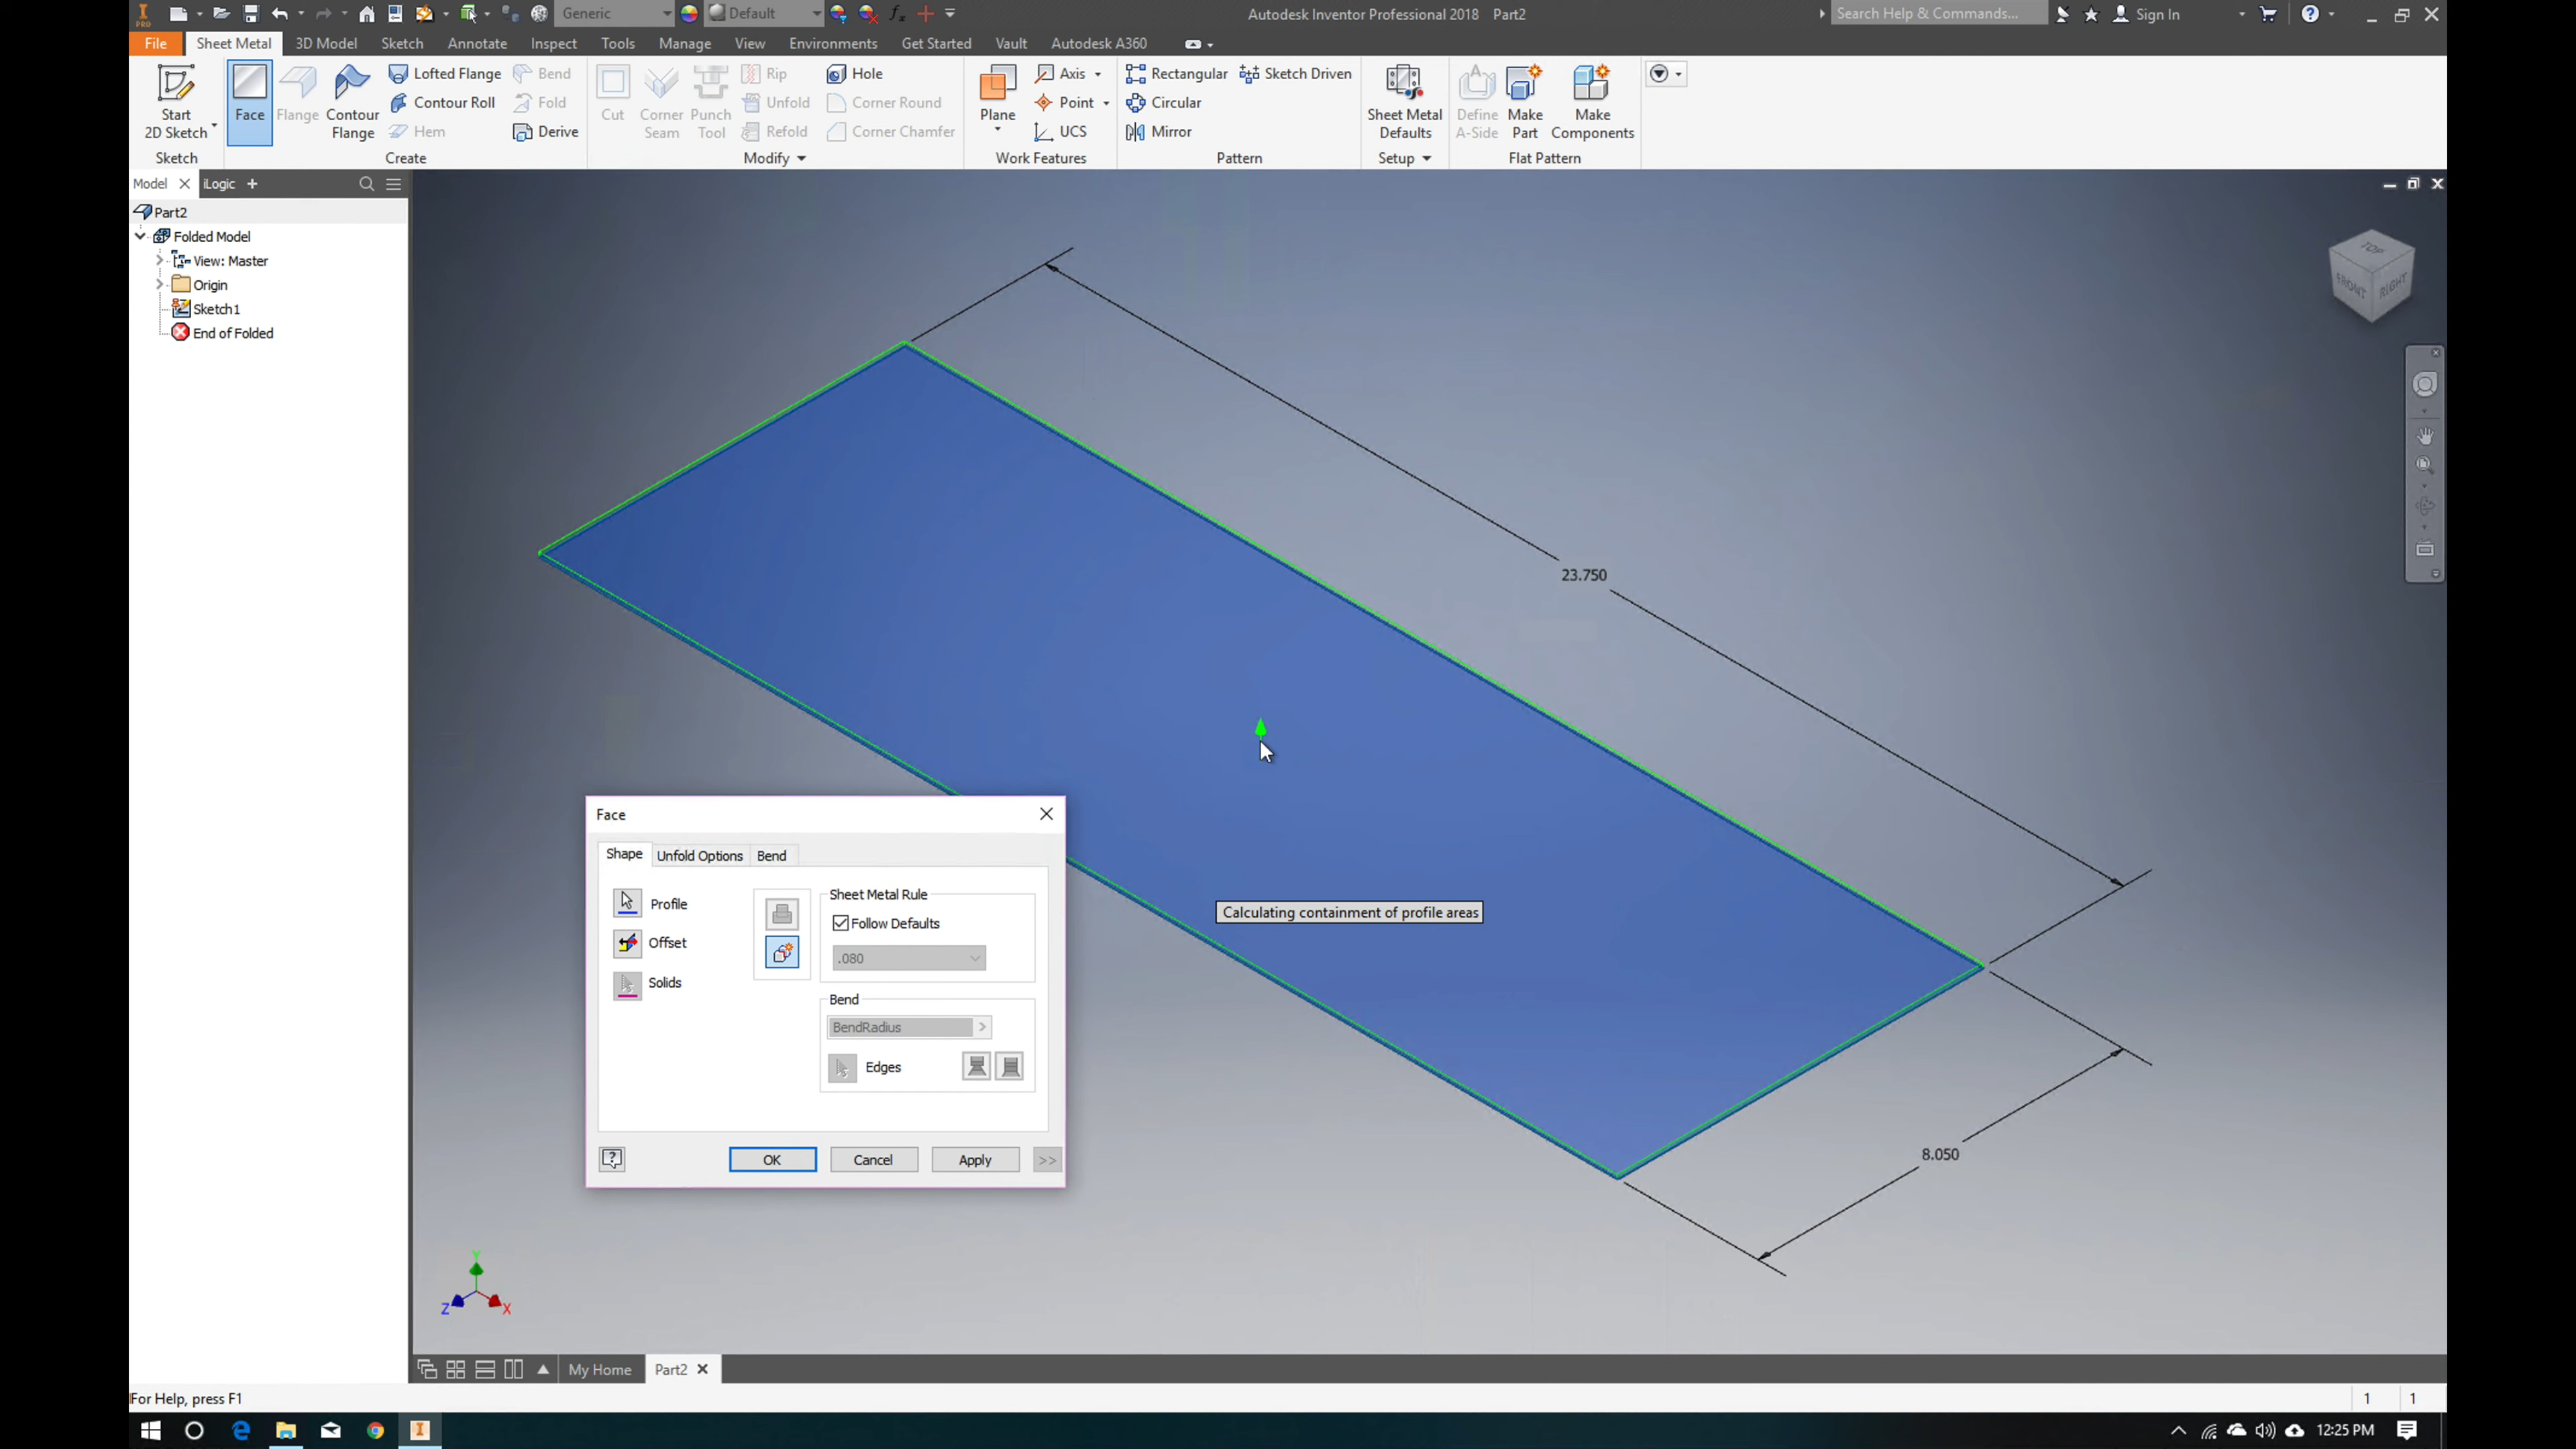 Generic
Default
Autodesk Inventor Professional 2018 Part2
Search Help & Commands...
Sign In
PRO
File Sheet Metal 3D Model Sketch Annotate Inspect Tools Manage View Environments Get Started Vault Autodesk A360
Start
2D Sketch
Sketch
Face
Flange
Contour
Flange
Lofted Flange
Contour Roll
Hem
Bend
Fold
Derive
Create
Cut
Corner
Seam
Punch
Tool
Rip
Unfold
Refold
Hole
Corner Round
Corner Chamfer
Modify
Plane
Axis
Point
UCS
Work Features
Rectangular
Circular
Mirror
Sketch Driven
Pattern
Sheet Metal
Defaults
Setup
Define
A-Side
Make
Part
Make
Components
Flat Pattern
Model iLogic
Part2
Folded Model
View: Master
Origin
Sketch1
End of Folded
TOP
FRONT
RIGHT
23.750
8.050
Calculating containment of profile areas
Face
Shape Unfold Options Bend
Profile
Offset
Solids
Sheet Metal Rule
Follow Defaults
.080
Bend
BendRadius
Edges
OK Cancel Apply >>
Y
Z
X
My Home Part2
For Help, press F1
1 1
12:25 PM